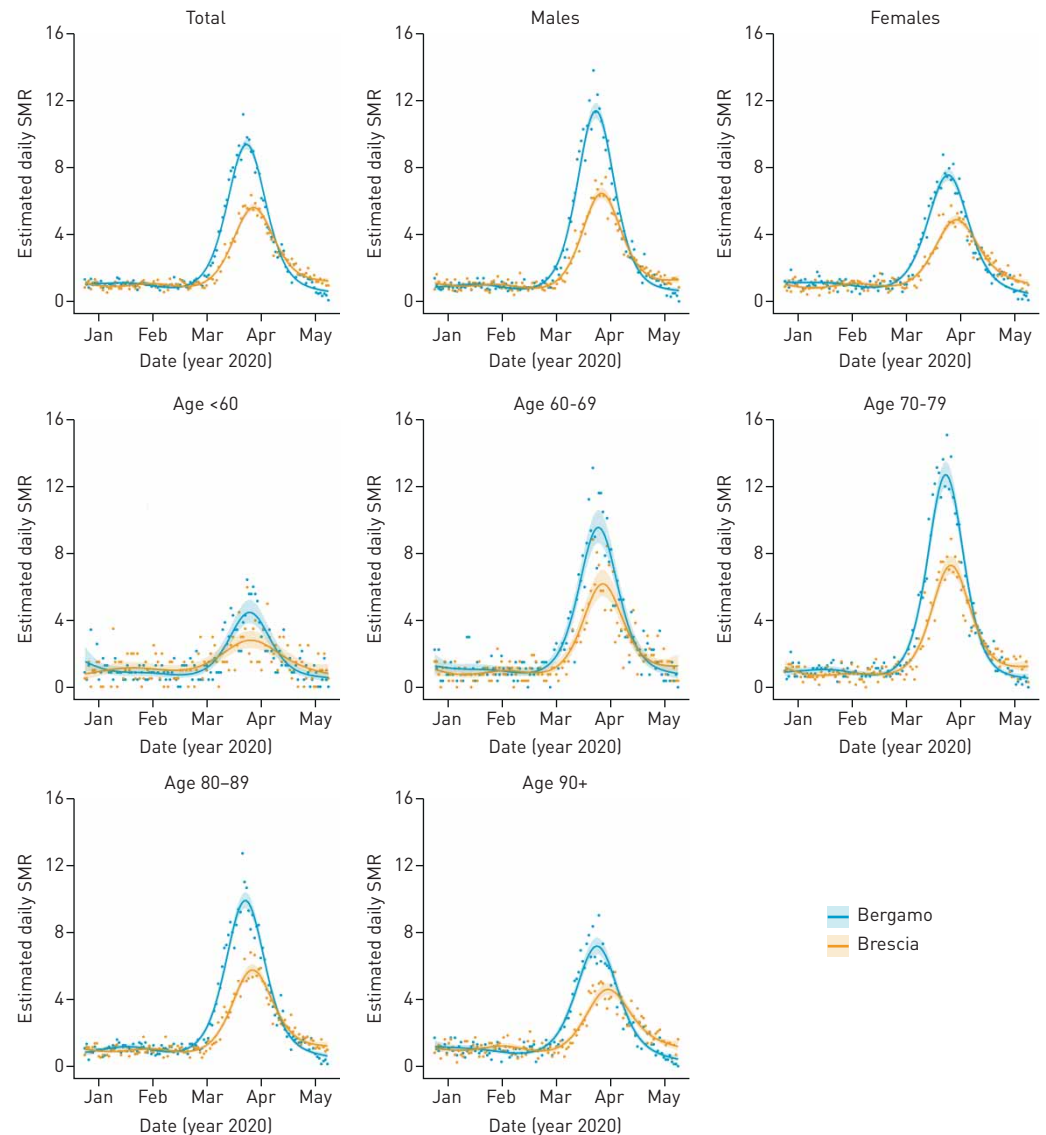 Total
Estimated daily SMR
16
12
8
4
0
Jan Feb Mar Apr May
Date (year 2020)
Males
Estimated daily SMR
16
12
8
4
0
Jan Feb Mar Apr May
Date (year 2020)
Females
Estimated daily SMR
16
12
8
4
0
Jan Feb Mar Apr May
Date (year 2020)
Age <60
Estimated daily SMR
16
12
8
4
0
Jan Feb Mar Apr May
Date (year 2020)
Age 60-69
Estimated daily SMR
16
12
8
4
0
Jan Feb Mar Apr May
Date (year 2020)
Age 70-79
Estimated daily SMR
16
12
8
4
0
Jan Feb Mar Apr May
Date (year 2020)
Age 80–89
Estimated daily SMR
16
12
8
4
0
Jan Feb Mar Apr May
Date (year 2020)
Age 90+
Estimated daily SMR
16
12
8
4
0
Jan Feb Mar Apr May
Date (year 2020)
Bergamo
Brescia